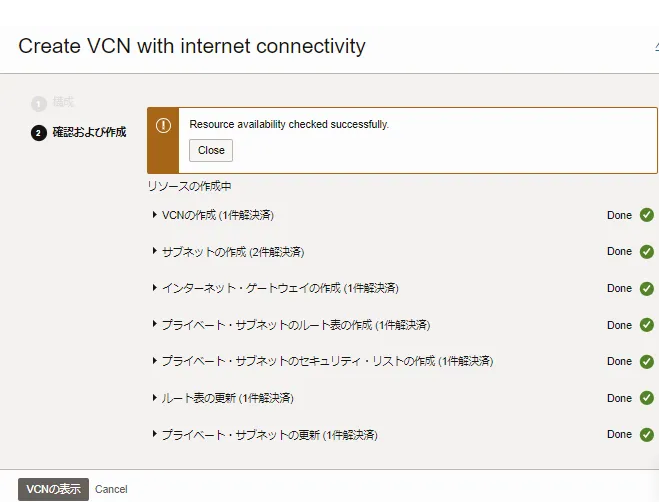 Create VCN with internet connectivity
1 構成
2 確認および作成
Resource availability checked successfully.
Close
リソースの作成中
VCNの作成 (1件解決済) Done
サブネットの作成 (2件解決済) Done
インターネット・ゲートウェイの作成 (1件解決済) Done
プライベート・サブネットのルート表の作成 (1件解決済) Done
プライベート・サブネットのセキュリティ・リストの作成 (1件解決済) Done
ルート表の更新 (1件解決済) Done
プライベート・サブネットの更新 (1件解決済) Done
VCNの表示 Cancel